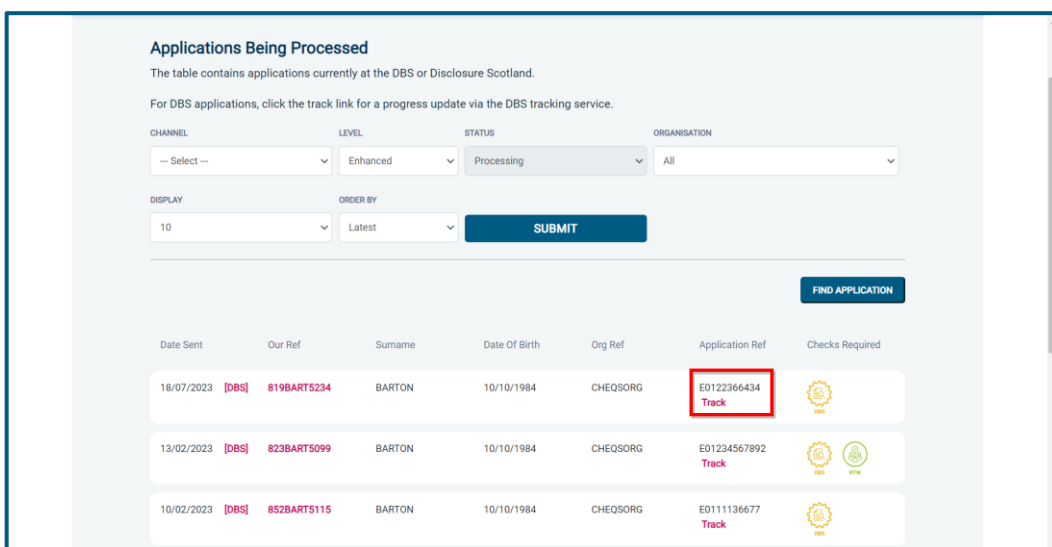 Applications Being Processed
The table contains applications currently at the DBS or Disclosure Scotland.
For DBS applications, click the track link for a progress update via the DBS tracking service.
CHANNEL LEVEL STATUS ORGANISATION
--- Select --- Enhanced Processing All
DISPLAY ORDER BY
10 Latest SUBMIT
FIND APPLICATION
Date Sent Our Ref Surname Date Of Birth Org Ref Application Ref Checks Required
18/07/2023 [DBS] 819BART5234 BARTON 10/10/1984 CHEQSORG E0122366434
Track
DBS
13/02/2023 [DBS] 823BART5099 BARTON 10/10/1984 CHEQSORG E01234567892
Track
DBS RTW
10/02/2023 [DBS] 852BART5115 BARTON 10/10/1984 CHEQSORG E0111136677
Track
DBS